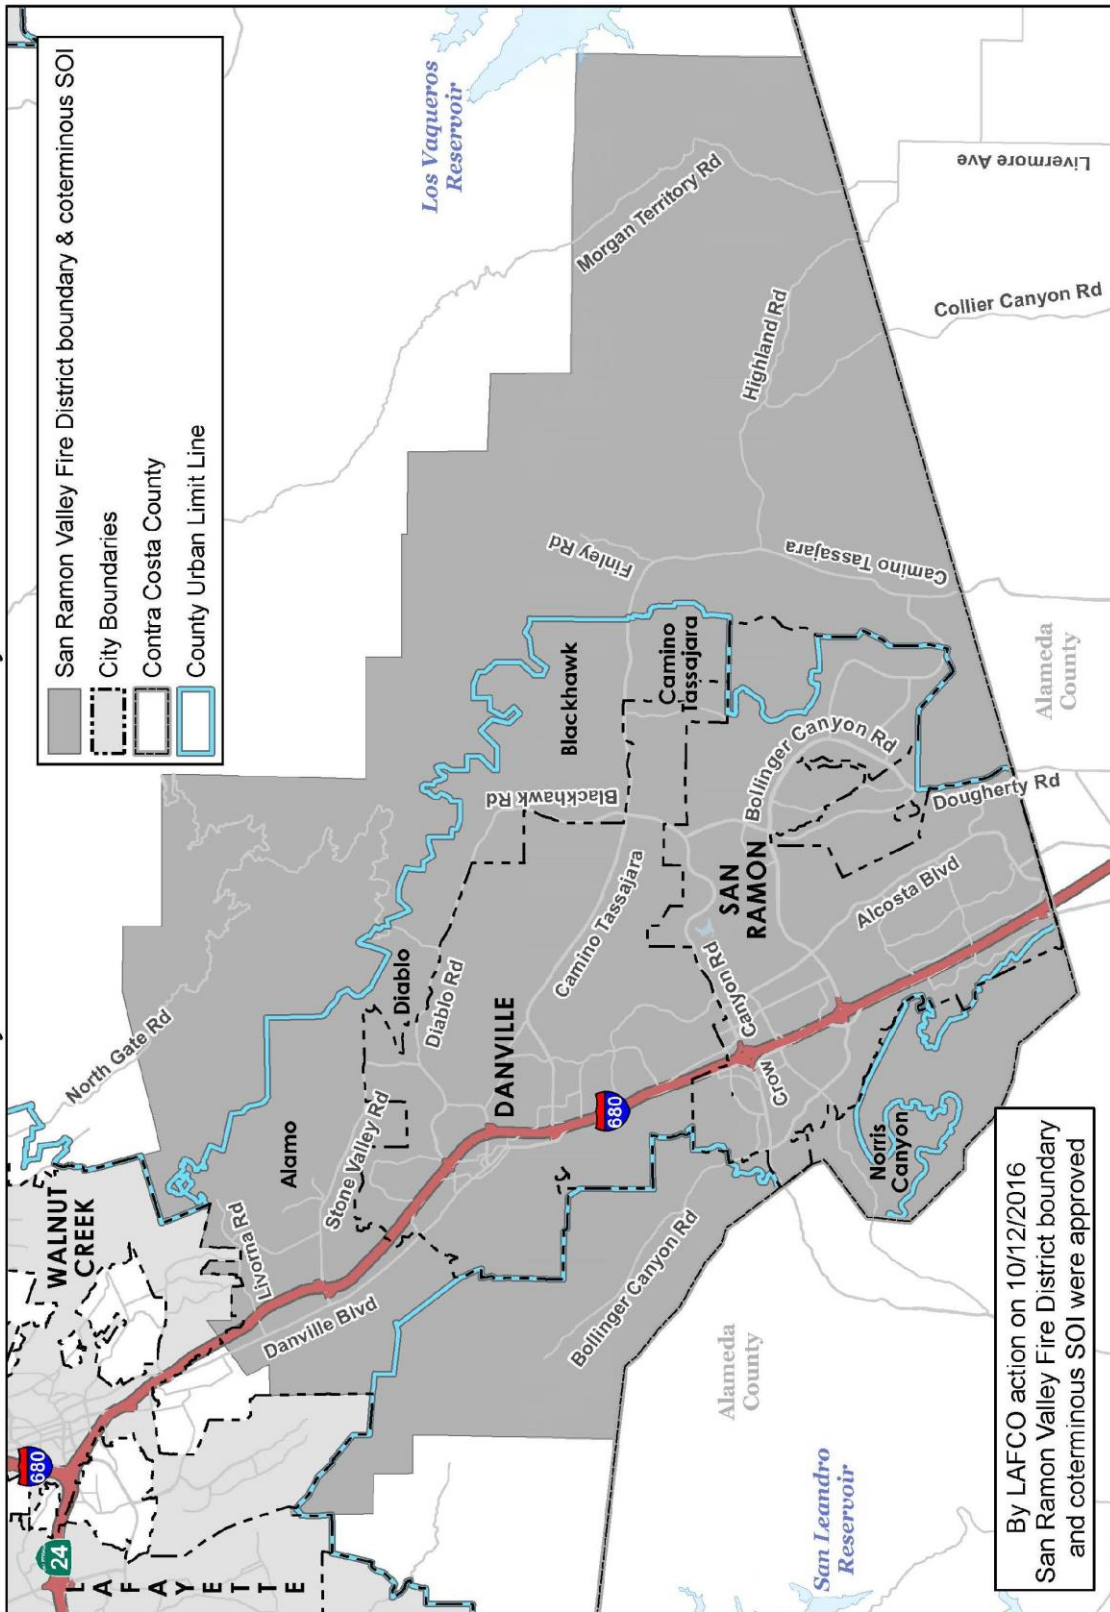 San Ramon Valley Fire District boundary & coterminous SOI
City Boundaries
Contra Costa County
County Urban Limit Line
24
680
LAFAYETTE
WALNUT
CREEK
North Gate Rd
Livorna Rd
Alamo
Stone Valley Rd
Danville Blvd
Diablo
Diablo Rd
DANVILLE
680
Blackhawk Rd
Blackhawk
Camino Tassajara
Camino
Tassajara
Finley Rd
Los Vaqueros
Reservoir
Morgan Territory Rd
Highland Rd
Camino Tassajara
Collier Canyon Rd
Livermore Ave
Bollinger Canyon Rd
Crow
Canyon Rd
SAN
RAMON
Bollinger Canyon Rd
Alcosta Blvd
Dougherty Rd
Norris
Canyon
Alameda
County
Alameda
County
San Leandro
Reservoir
By LAFCO action on 10/12/2016
San Ramon Valley Fire District boundary
and coterminous SOI were approved